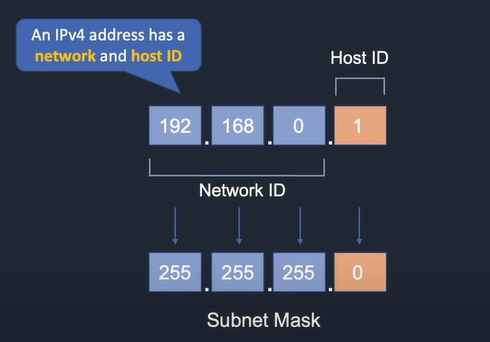 An IPv4 address has a
network and host ID
Host ID
192 . 168 . 0 . 1
Network ID
255 . 255 . 255 . 0
Subnet Mask